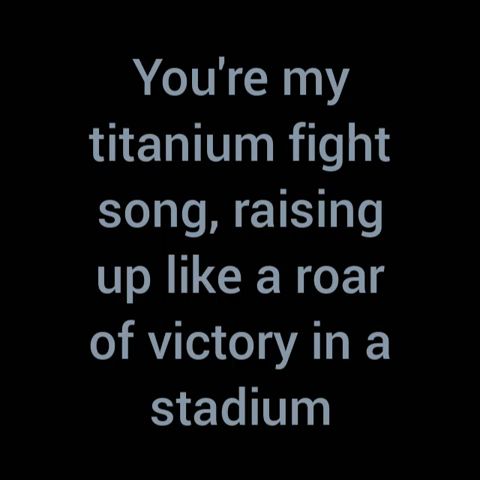 You're my
titanium fight
song, raising
up like a roar
of victory in a
stadium